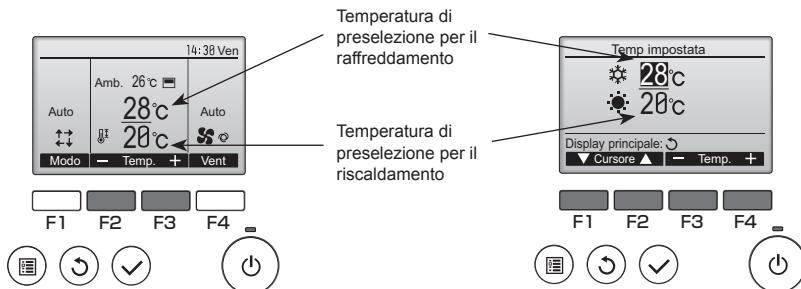 14:30 Ven
Amb. 26°C
Auto
28°C
Auto
20°C
Modo
− Temp. +
Vent
F1
F2
F3
F4
Temperatura di
preselezione per il
raffreddamento
Temperatura di
preselezione per il
riscaldamento
Temp impostata
28°C
20°C
Display principale:
▼ Cursore ▲
− Temp. +
F1
F2
F3
F4